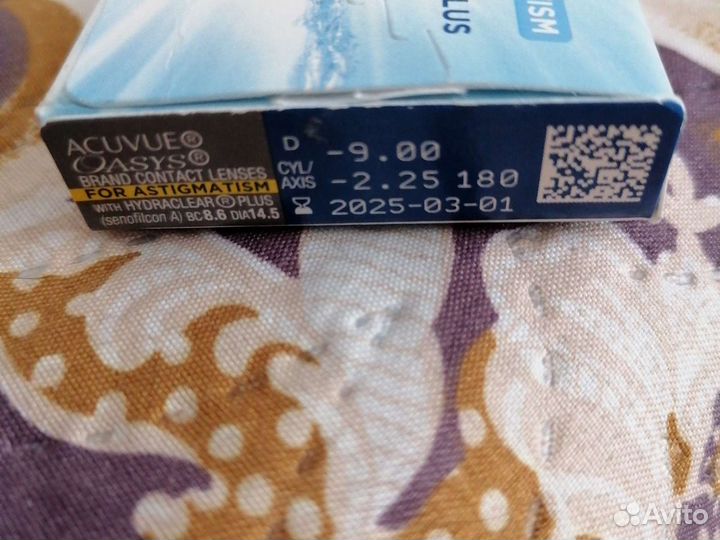 ISM
LUS
ACUVUE®
OASYS®
BRAND CONTACT LENSES
FOR ASTIGMATISM
WITH HYDRACLEAR® PLUS
(senofilcon A) BC8.6 DIA14.5
D -9.00
CYL/
AXIS -2.25 180
2025-03-01
Avito